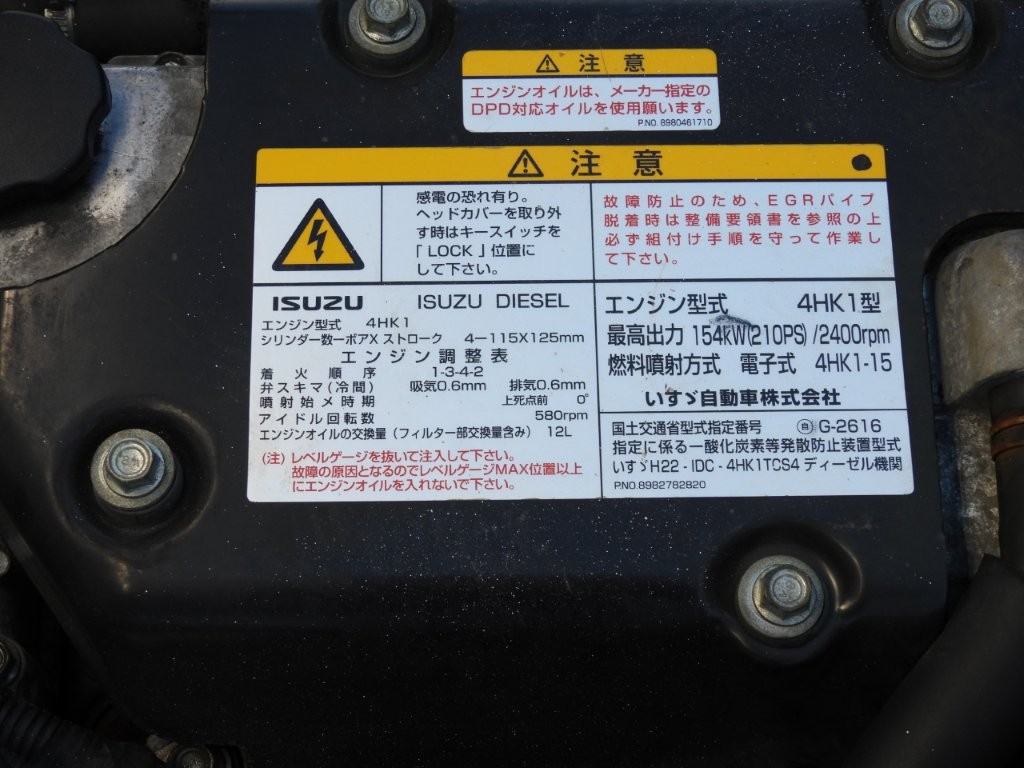 注意
エンジンオイルは、メーカー指定の
DPD対応オイルを使用願います。
P.NO. 8980461710
注意
感電の恐れ有り。
ヘッドカバーを取り外
す時はキースイッチを
「LOCK」位置に
して下さい。
故障防止のため、EGRパイプ
脱着時は整備要領書を参照の上
必ず組付け手順を守って作業し
て下さい。
ISUZU ISUZU DIESEL
エンジン型式 4HK1
シリンダー数ーボアX ストローク 4-115X125mm
エンジン調整表
着火順序 1-3-4-2
弁スキマ(冷間) 吸気0.6mm 排気0.6mm
噴射始メ時期 上死点前 0°
アイドル回転数 580rpm
エンジンオイルの交換量(フィルター部交換量含み) 12L
(注)レベルゲージを抜いて注入して下さい。
故障の原因となるのでレベルゲージMAX位置以上
にエンジンオイルを入れないで下さい。
エンジン型式 4HK1型
最高出力 154kW(210PS)/2400rpm
燃料噴射方式 電子式 4HK1-15
いすゞ自動車株式会社
国土交通省型式指定番号 ㊐G-2616
指定に係る一酸化炭素等発散防止装置型式
いすゞH22-IDC-4HK1TCS4 ディーゼル機関
P.NO. 8982782820